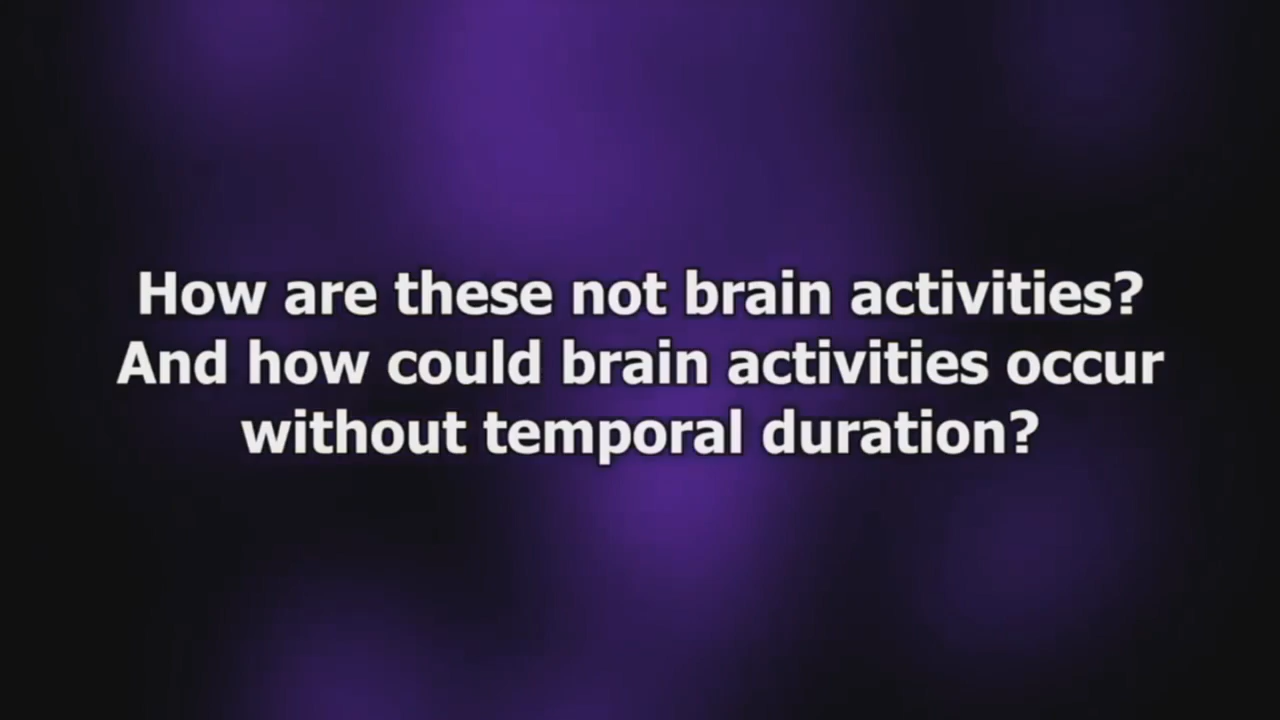 How are these not brain activities?
And how could brain activities occur
without temporal duration?